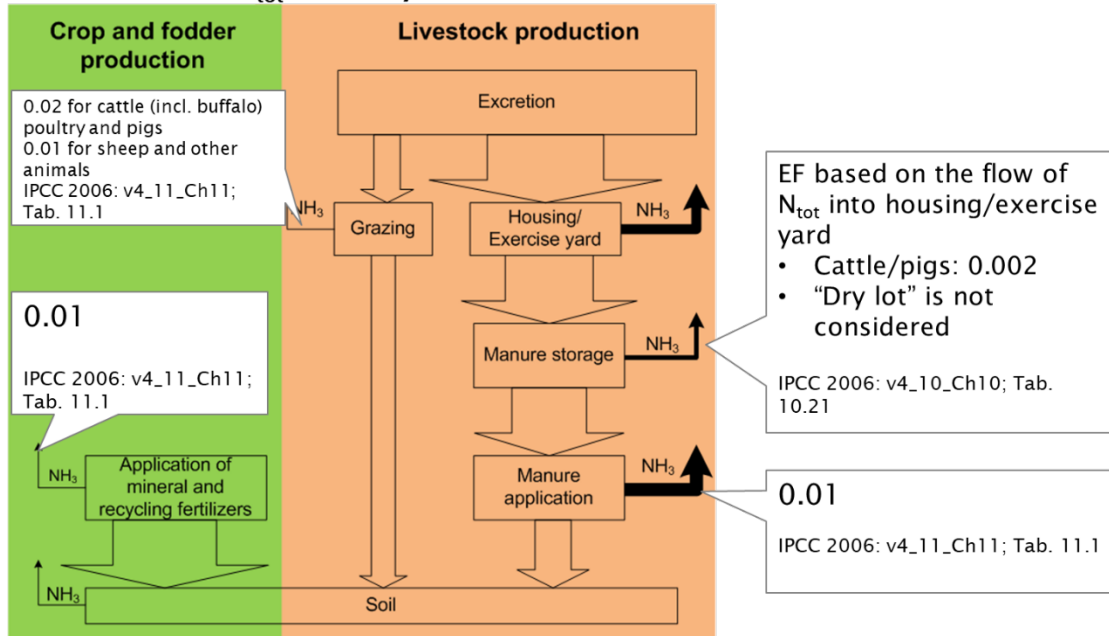 tot
Crop and fodder
production
Livestock production
0.02 for cattle (incl. buffalo)
poultry and pigs
0.01 for sheep and other
animals
IPCC 2006: v4_11_Ch11;
Tab. 11.1
Excretion
NH3
Grazing
Housing/
Exercise yard
NH3
EF based on the flow of
Ntot into housing/exercise
yard
• Cattle/pigs: 0.002
• “Dry lot” is not
considered
IPCC 2006: v4_10_Ch10; Tab.
10.21
0.01
IPCC 2006: v4_11_Ch11;
Tab. 11.1
Manure storage
NH3
NH3
Application of
mineral and
recycling fertilizers
Manure
application
NH3
0.01
IPCC 2006: v4_11_Ch11; Tab. 11.1
NH3
Soil